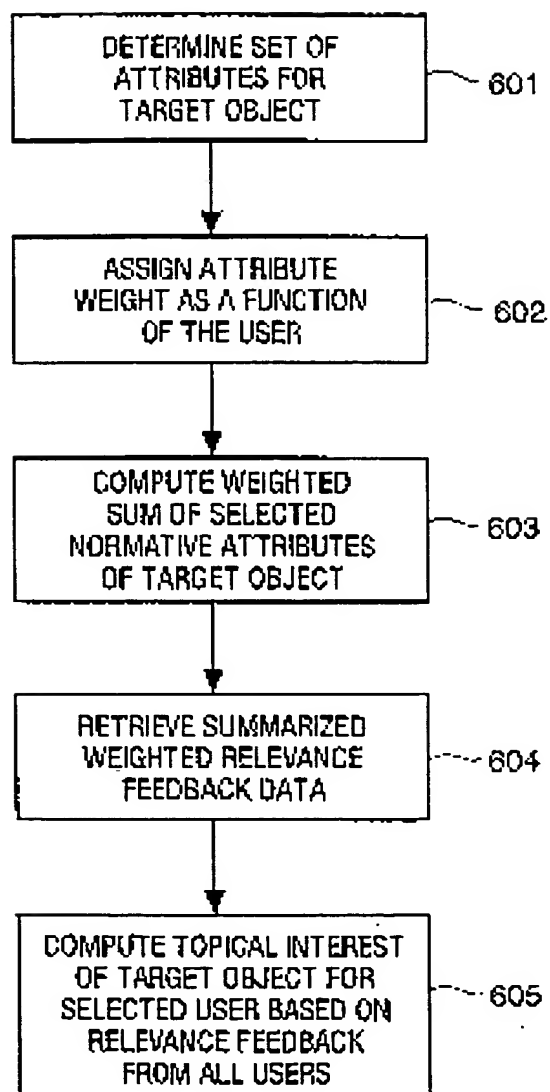 DETERMINE SET OF
ATTRIBUTES FOR
TARGET OBJECT
601
ASSIGN ATTRIBUTE
WEIGHT AS A FUNCTION
OF THE USER
602
COMPUTE WEIGHTED
SUM OF SELECTED
NORMATIVE ATTRIBUTES
OF TARGET OBJECT
603
RETRIEVE SUMMARIZED
WEIGHTED RELEVANCE
FEEDBACK DATA
604
COMPUTE TOPICAL INTEREST
OF TARGET OBJECT FOR
SELECTED USER BASED ON
RELEVANCE FEEDBACK
FROM ALL USERS
605